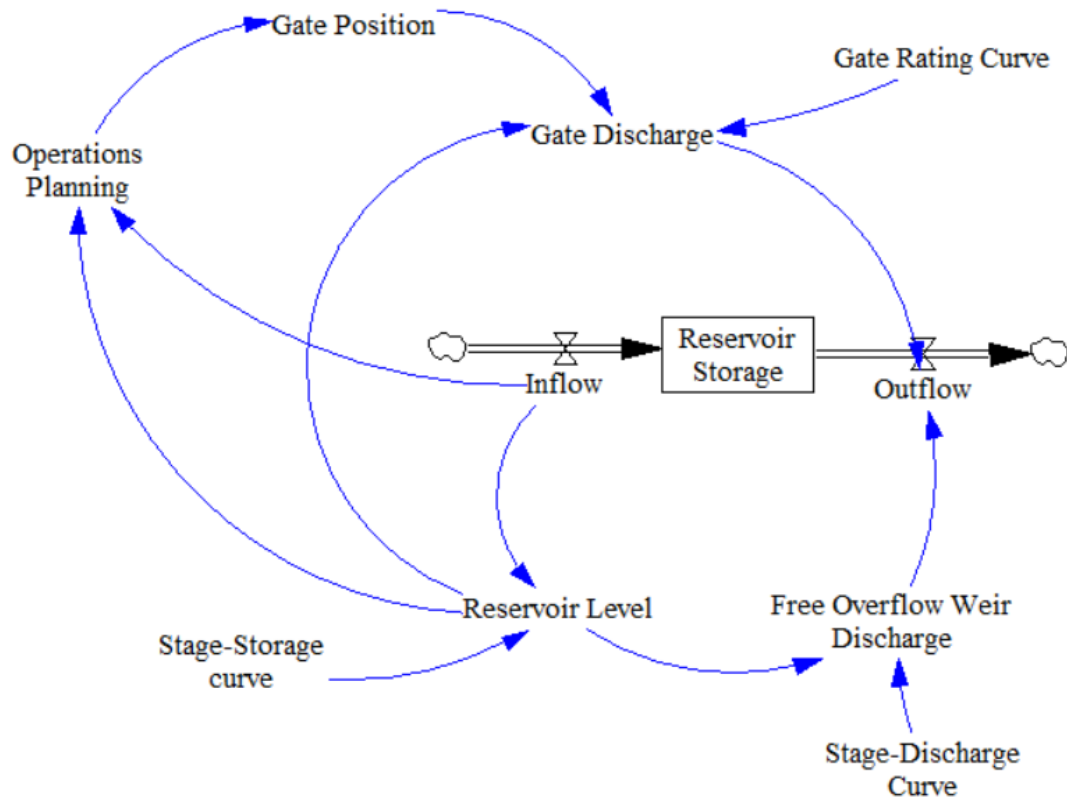 Gate Position
Gate Rating Curve
Gate Discharge
Operations
Planning
Reservoir
Storage
Inflow
Outflow
Reservoir Level
Free Overflow Weir
Discharge
Stage-Storage
curve
Stage-Discharge
Curve